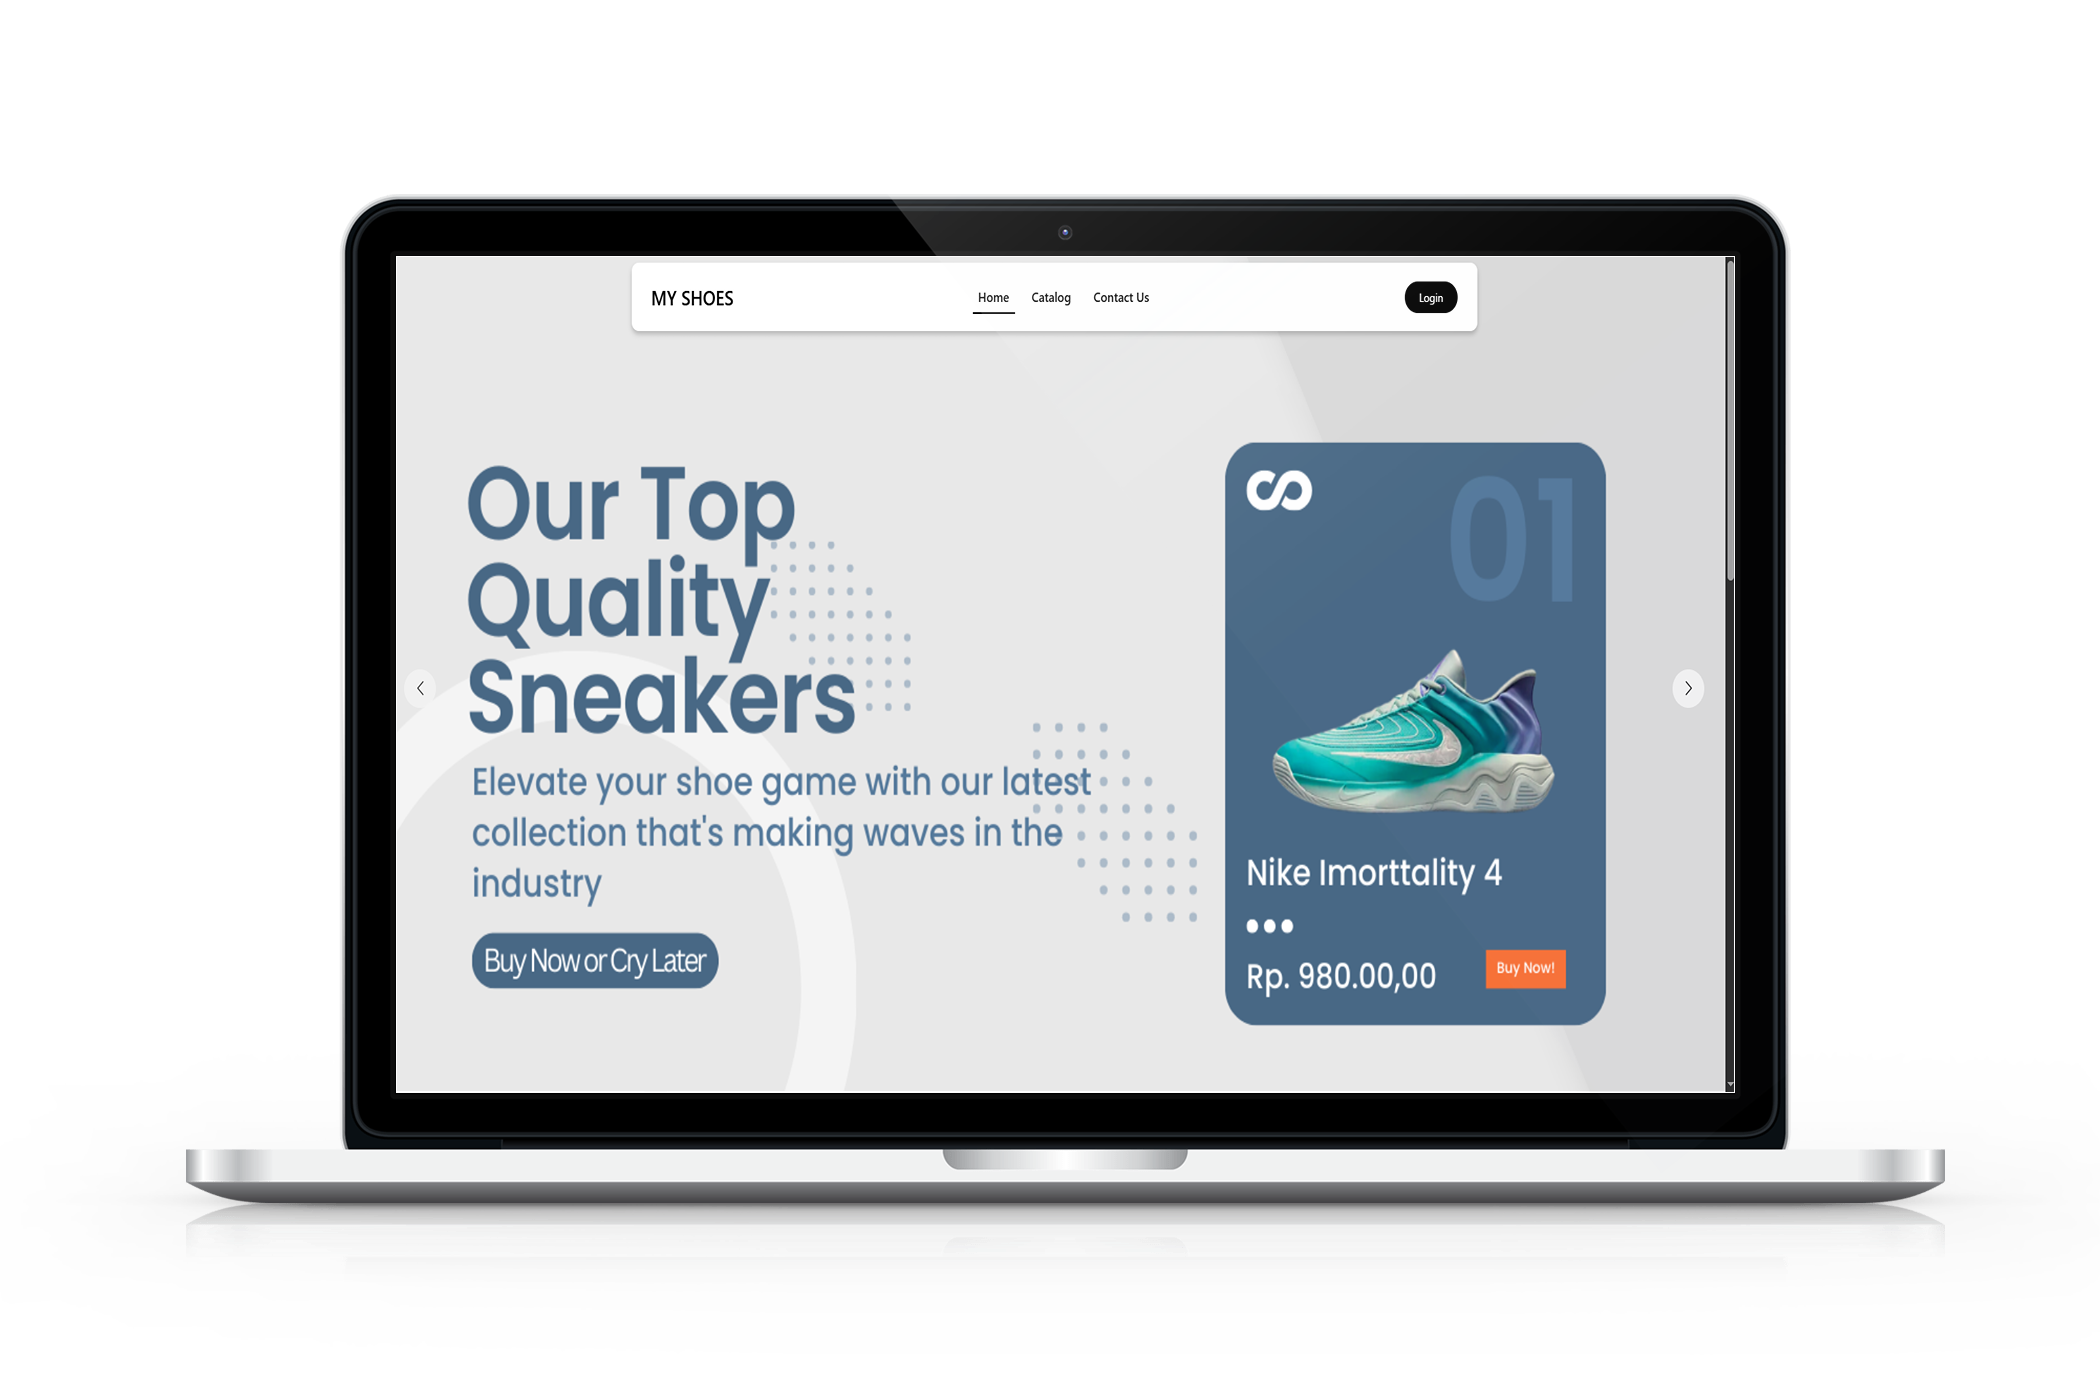 MY SHOES
Home
Catalog
Contact Us
Login
Our Top
Quality
Sneakers
Elevate your shoe game with our latest
collection that's making waves in the
industry
Buy Now or Cry Later
01
Nike Imorttality 4
Rp. 980.00,00
Buy Now!